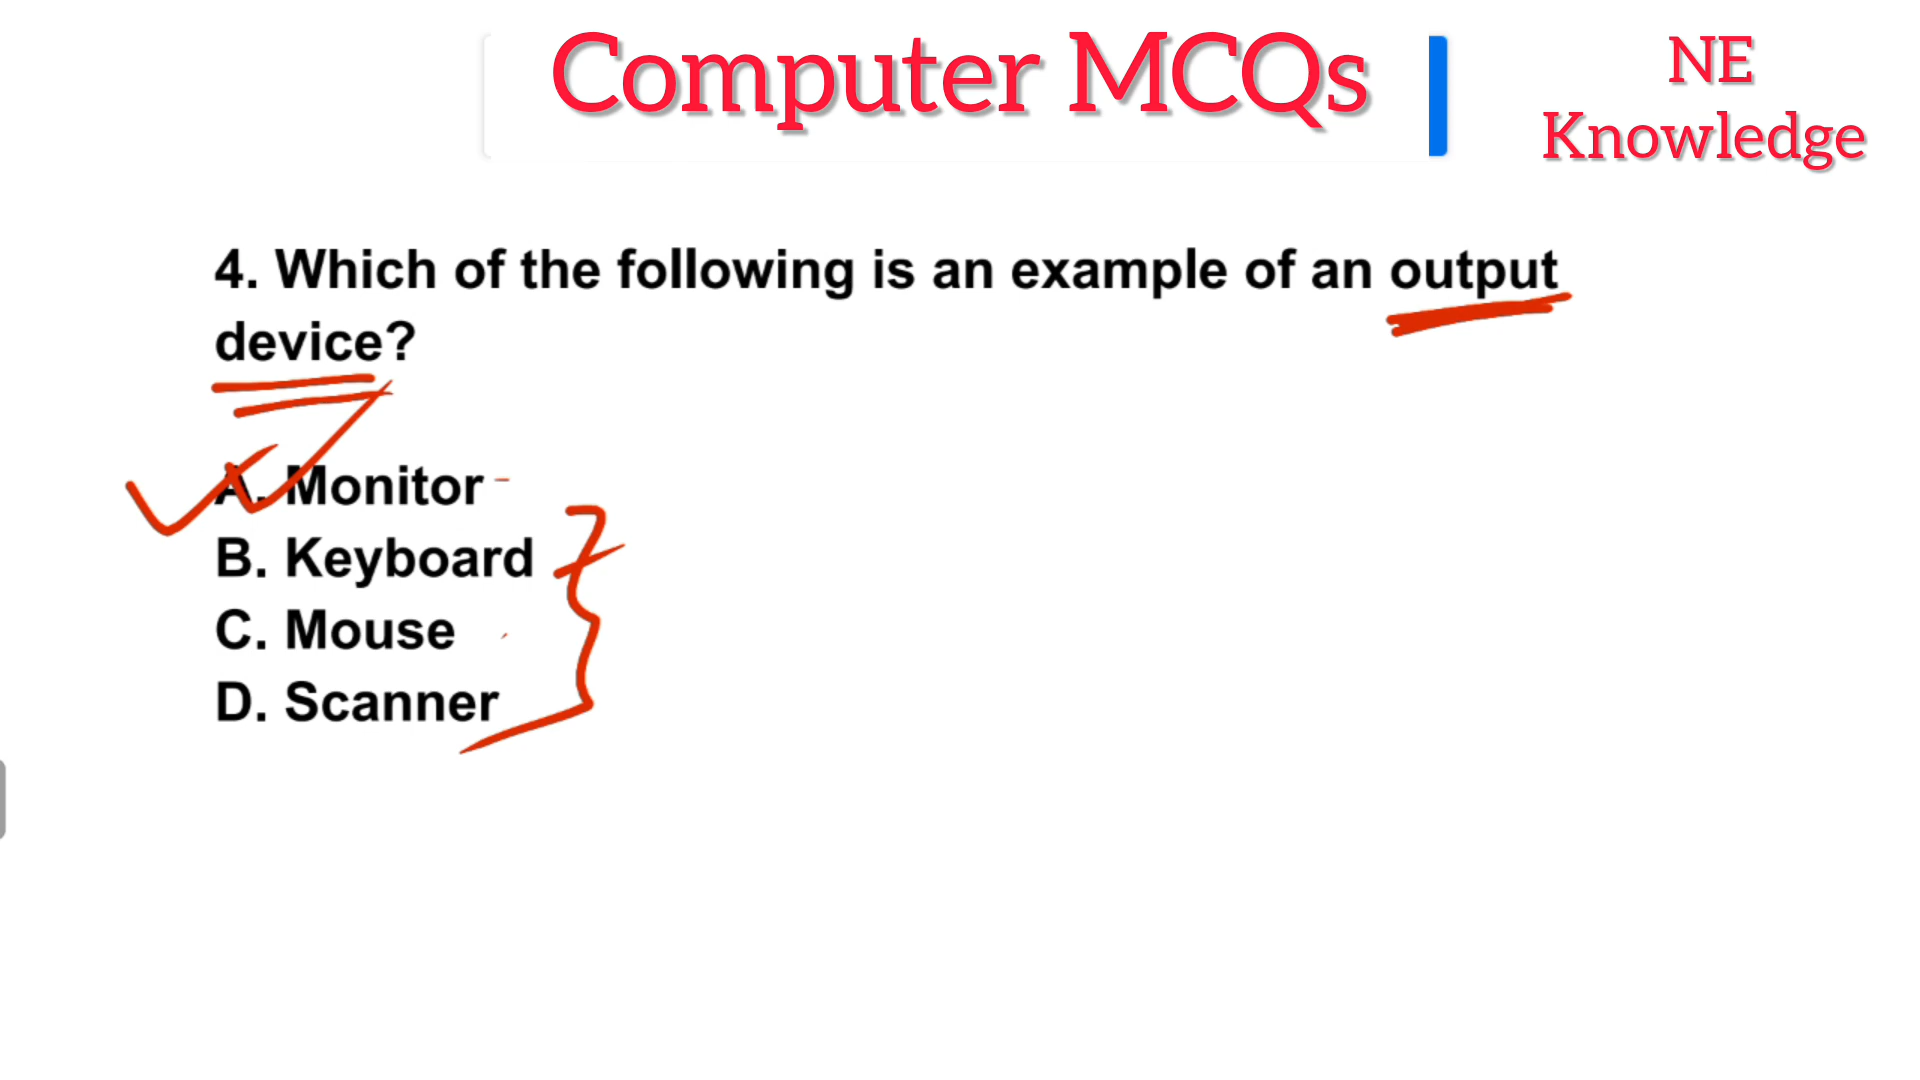 Computer MCQs
NE
Knowledge
4. Which of the following is an example of an output
device?
A. Monitor
B. Keyboard
C. Mouse
D. Scanner